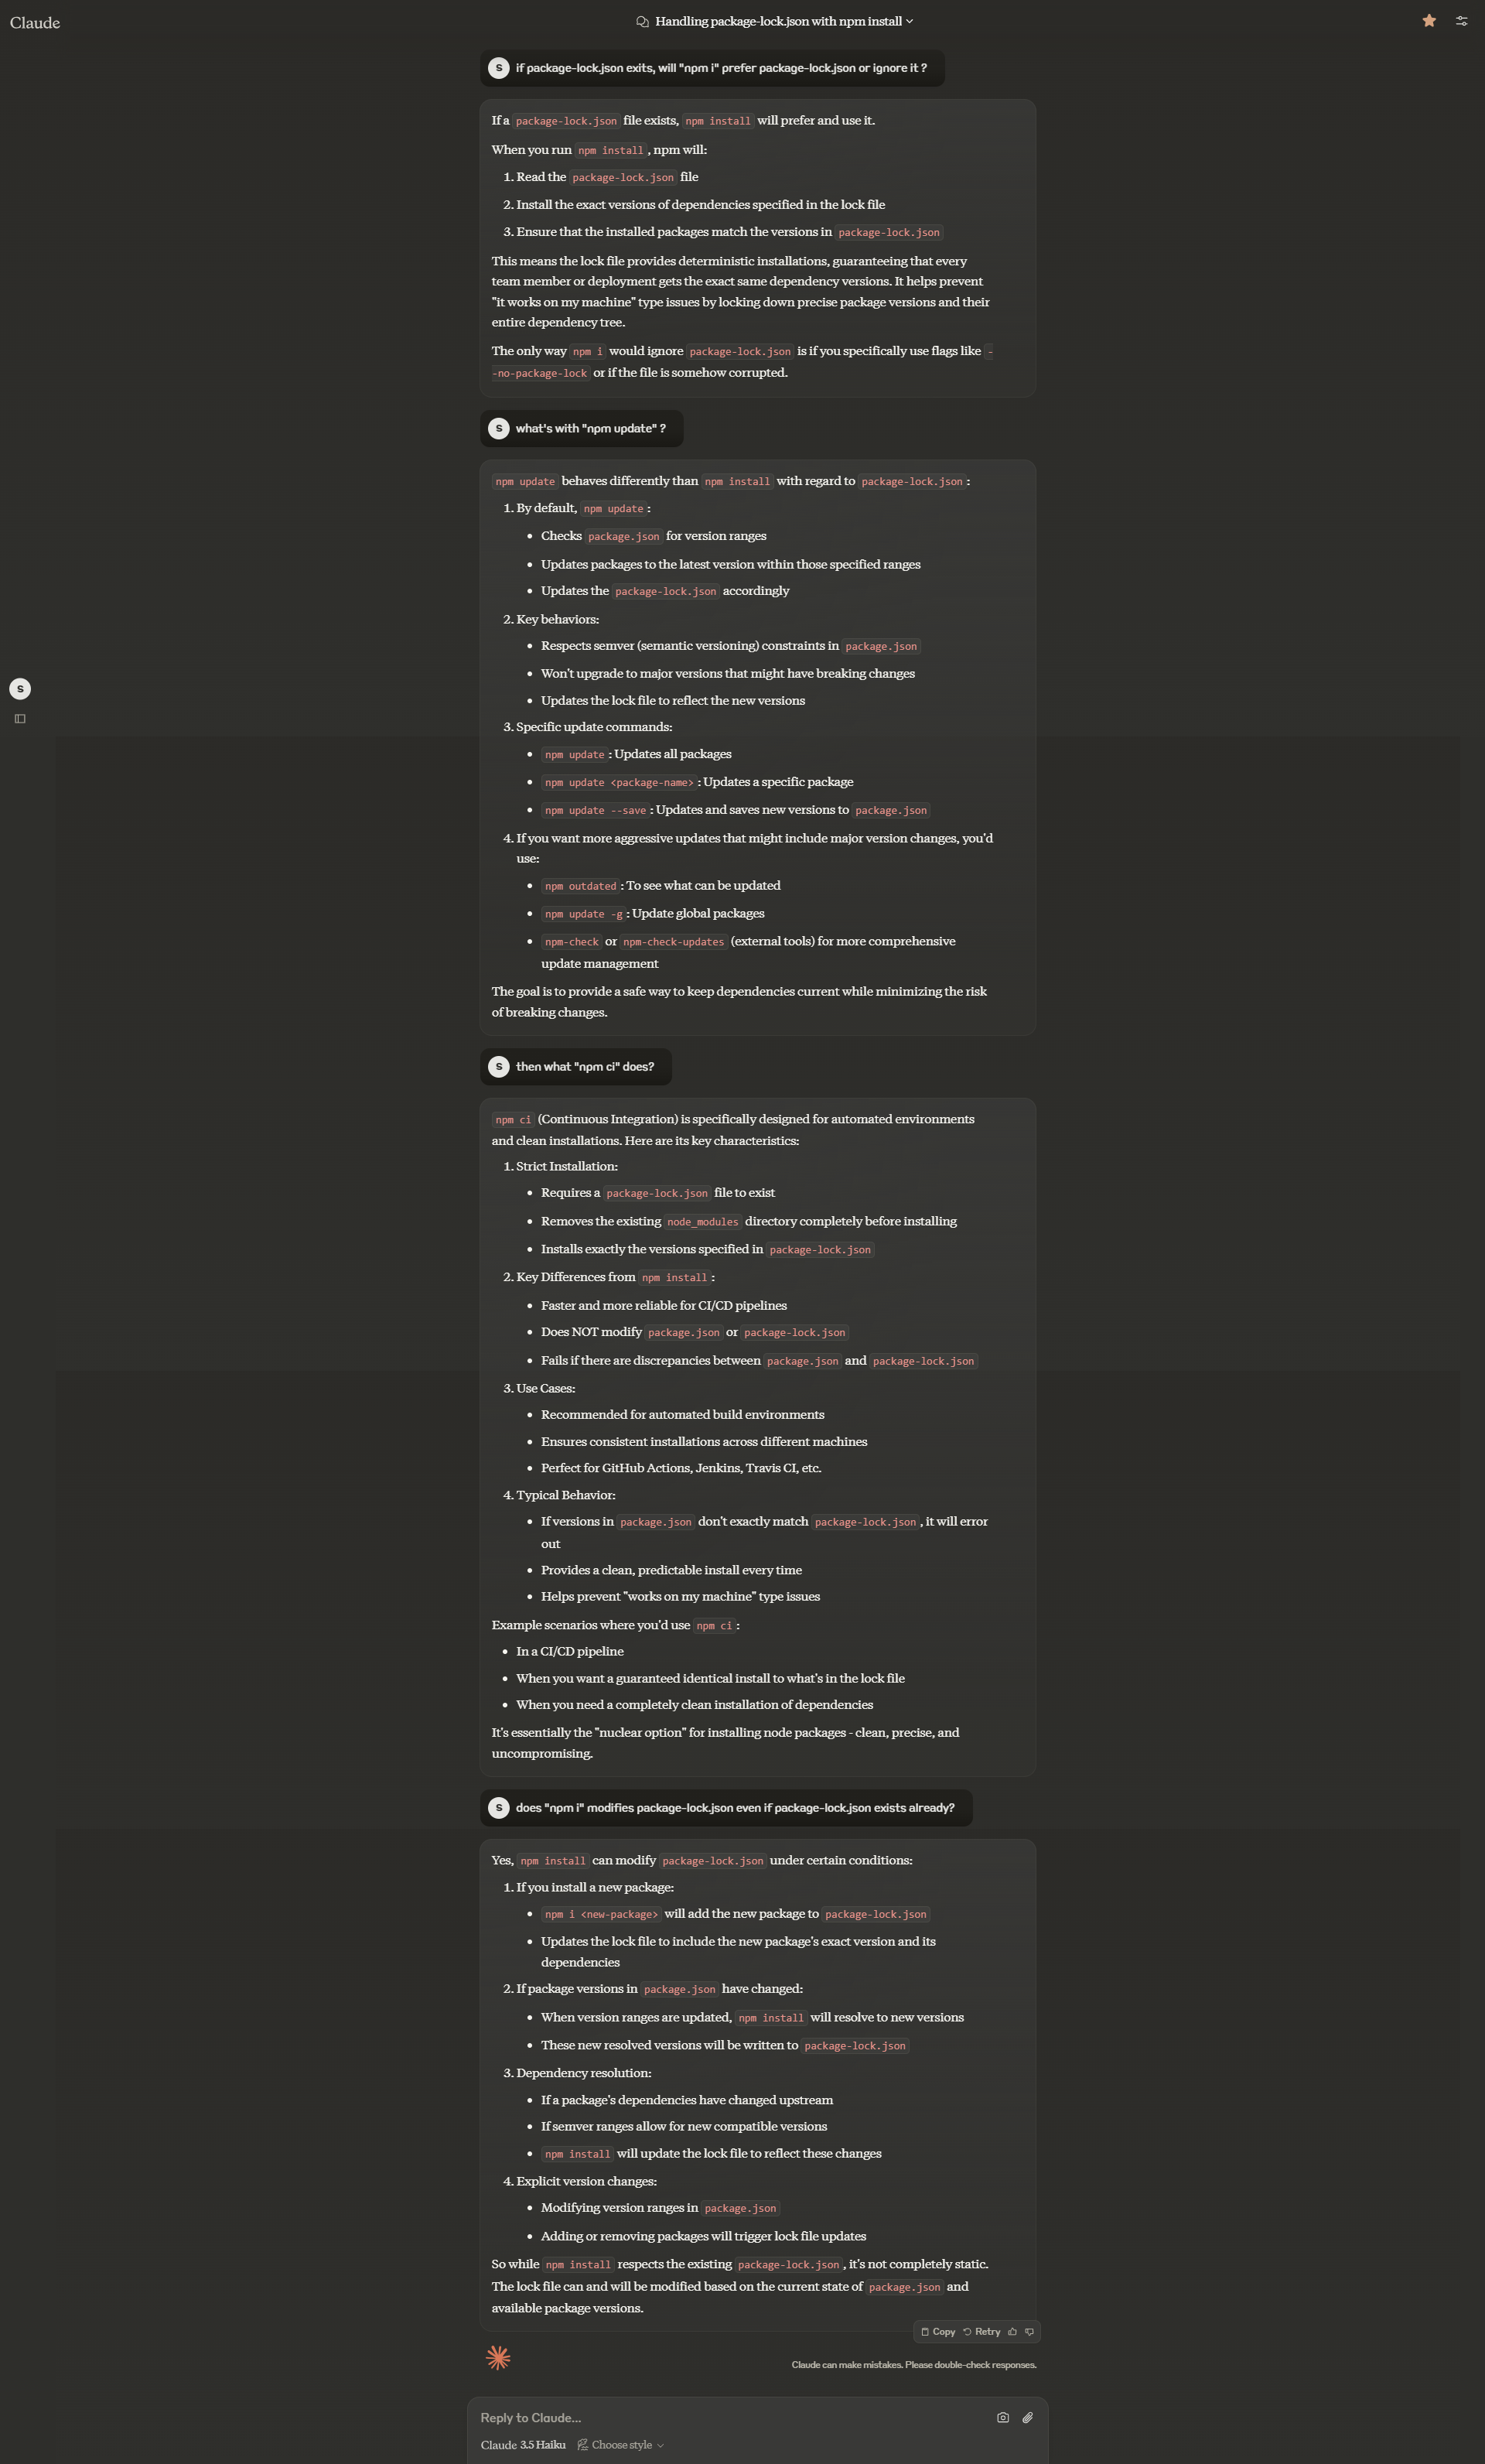 Claude
Handling package-lock.json with npm install
S if package-lock.json exits, will "npm i" prefer package-lock.json or ignore it ?
If a package-lock.json file exists, npm install will prefer and use it.
When you run npm install, npm will:
1. Read the package-lock.json file
2. Install the exact versions of dependencies specified in the lock file
3. Ensure that the installed packages match the versions in package-lock.json
This means the lock file provides deterministic installations, guaranteeing that every
team member or deployment gets the exact same dependency versions. It helps prevent
"it works on my machine" type issues by locking down precise package versions and their
entire dependency tree.
The only way npm i would ignore package-lock.json is if you specifically use flags like -
-no-package-lock or if the file is somehow corrupted.
S what's with "npm update" ?
npm update behaves differently than npm install with regard to package-lock.json:
1. By default, npm update:
• Checks package.json for version ranges
• Updates packages to the latest version within those specified ranges
• Updates the package-lock.json accordingly
2. Key behaviors:
• Respects semver (semantic versioning) constraints in package.json
• Won't upgrade to major versions that might have breaking changes
• Updates the lock file to reflect the new versions
3. Specific update commands:
• npm update: Updates all packages
• npm update <package-name>: Updates a specific package
• npm update --save: Updates and saves new versions to package.json
4. If you want more aggressive updates that might include major version changes, you'd
use:
• npm outdated: To see what can be updated
• npm update -g: Update global packages
• npm-check or npm-check-updates (external tools) for more comprehensive
update management
The goal is to provide a safe way to keep dependencies current while minimizing the risk
of breaking changes.
S
S then what "npm ci" does?
npm ci (Continuous Integration) is specifically designed for automated environments
and clean installations. Here are its key characteristics:
1. Strict Installation:
• Requires a package-lock.json file to exist
• Removes the existing node_modules directory completely before installing
• Installs exactly the versions specified in package-lock.json
2. Key Differences from npm install:
• Faster and more reliable for CI/CD pipelines
• Does NOT modify package.json or package-lock.json
• Fails if there are discrepancies between package.json and package-lock.json
3. Use Cases:
• Recommended for automated build environments
• Ensures consistent installations across different machines
• Perfect for GitHub Actions, Jenkins, Travis CI, etc.
4. Typical Behavior:
• If versions in package.json don't exactly match package-lock.json, it will error
out
• Provides a clean, predictable install every time
• Helps prevent "works on my machine" type issues
Example scenarios where you'd use npm ci:
• In a CI/CD pipeline
• When you want a guaranteed identical install to what's in the lock file
• When you need a completely clean installation of dependencies
It's essentially the "nuclear option" for installing node packages - clean, precise, and
uncompromising.
S does "npm i" modifies package-lock.json even if package-lock.json exists already?
Yes, npm install can modify package-lock.json under certain conditions:
1. If you install a new package:
• npm i <new-package> will add the new package to package-lock.json
• Updates the lock file to include the new package's exact version and its
dependencies
2. If package versions in package.json have changed:
• When version ranges are updated, npm install will resolve to new versions
• These new resolved versions will be written to package-lock.json
3. Dependency resolution:
• If a package's dependencies have changed upstream
• If semver ranges allow for new compatible versions
• npm install will update the lock file to reflect these changes
4. Explicit version changes:
• Modifying version ranges in package.json
• Adding or removing packages will trigger lock file updates
So while npm install respects the existing package-lock.json, it's not completely static.
The lock file can and will be modified based on the current state of package.json and
available package versions.
Copy Retry
Claude can make mistakes. Please double-check responses.
Reply to Claude...
Claude 3.5 Haiku Choose style